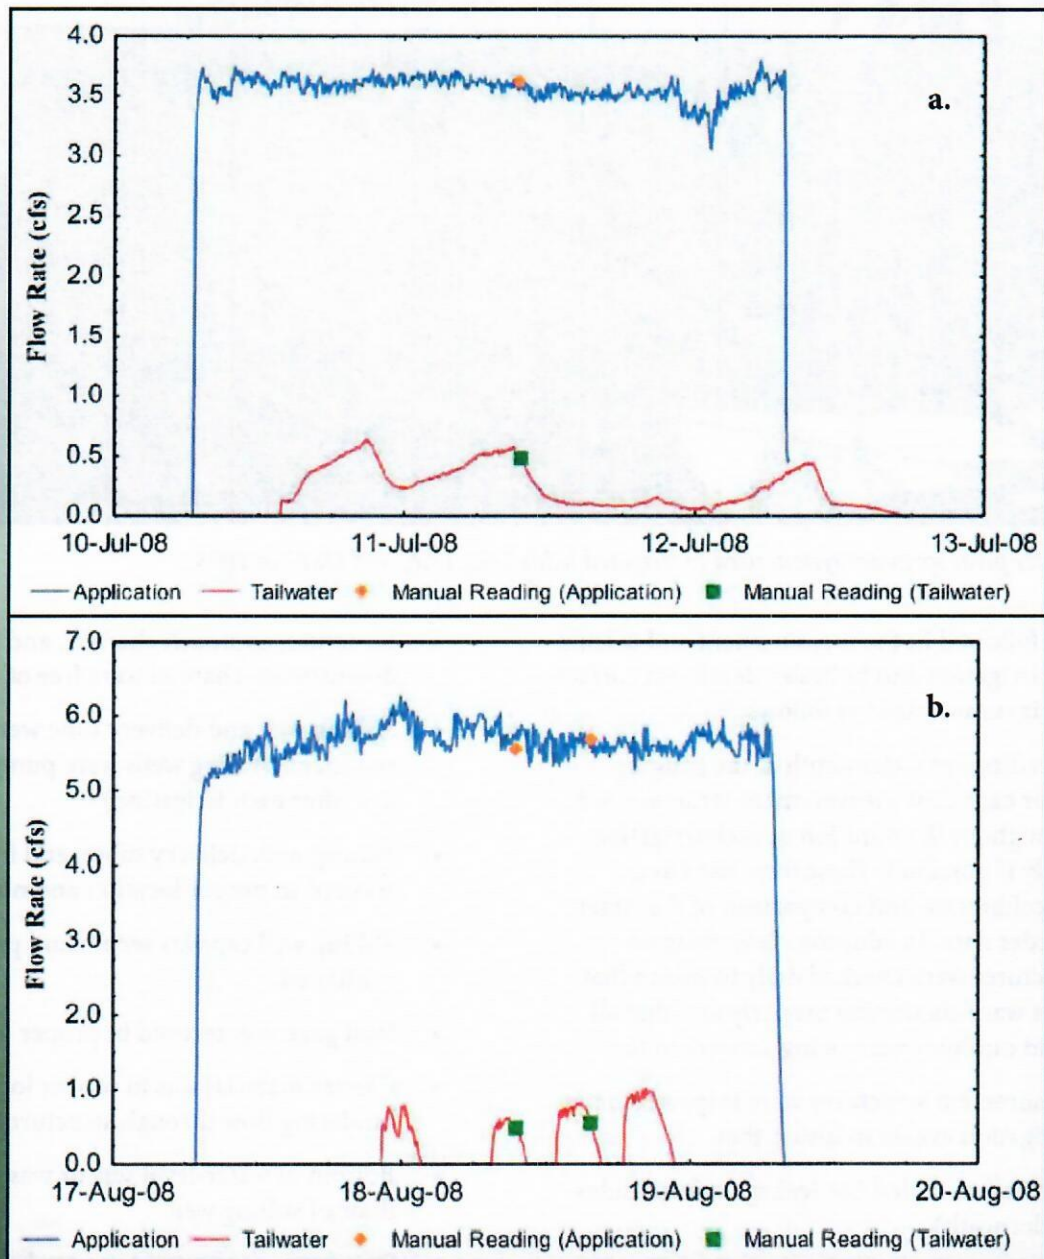 4.0
3.5
3.0
2.5
2.0
1.5
1.0
0.5
0.0
Flow Rate (cfs)
a.
10-Jul-08 11-Jul-08 12-Jul-08 13-Jul-08
Application Tailwater Manual Reading (Application) Manual Reading (Tailwater)
7.0
6.0
5.0
4.0
3.0
2.0
1.0
0.0
Flow Rate (cfs)
b.
17-Aug-08 18-Aug-08 19-Aug-08 20-Aug-08
Application Tailwater Manual Reading (Application) Manual Reading (Tailwater)